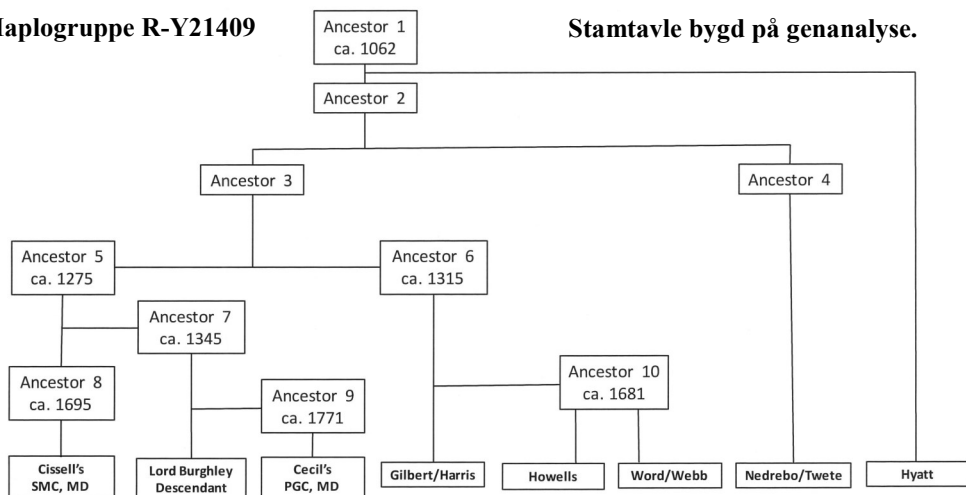 Haplogruppe R-Y21409
Stamtavle bygd på genanalyse.
Ancestor 1
ca. 1062
Ancestor 2
Ancestor 3
Ancestor 4
Ancestor 5
ca. 1275
Ancestor 6
ca. 1315
Ancestor 7
ca. 1345
Ancestor 8
ca. 1695
Ancestor 9
ca. 1771
Ancestor 10
ca. 1681
Cissell's
SMC, MD
Lord Burghley
Descendant
Cecil's
PGC, MD
Gilbert/Harris
Howells
Word/Webb
Nedrebo/Twete
Hyatt